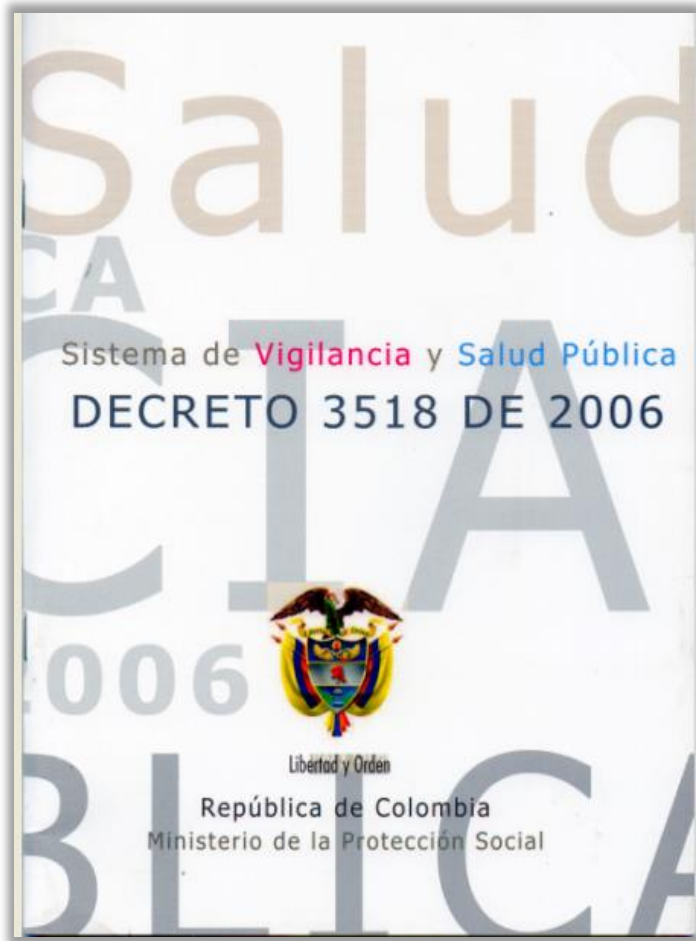 Salud
CA
CIA
Sistema de Vigilancia y Salud Pública
DECRETO 3518 DE 2006
2006
Libertad y Orden
República de Colombia
Ministerio de la Protección Social
BLICA